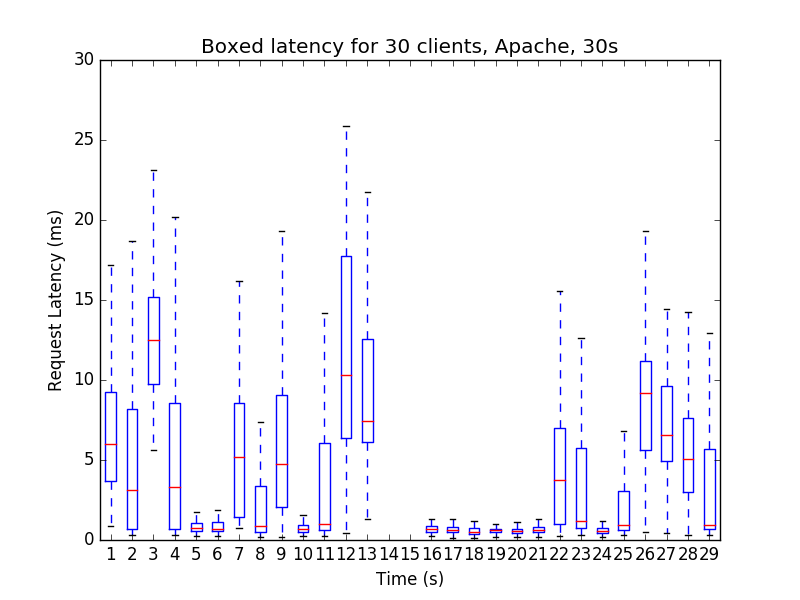 Boxed latency for 30 clients, Apache, 30s
30
25
20
15
10
5
0
Request Latency (ms)
1 2 3 4 5 6 7 8 9 10 11 12 13 14 15 16 17 18 19 20 21 22 23 24 25 26 27 28 29
Time (s)